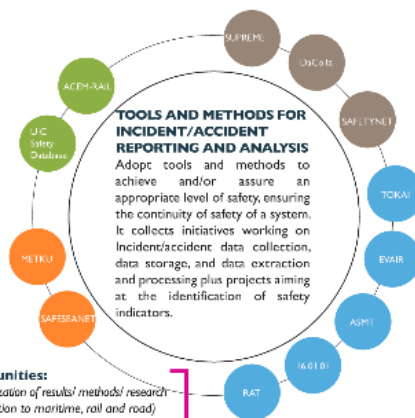 SUPREME
DaCoTa
ACEM-RAIL
SAFETYNET
UIC
Safety
Database
TOOLS AND METHODS FOR
INCIDENT/ACCIDENT
REPORTING AND ANALYSIS
Adopt tools and methods to
achieve and/or assure an
appropriate level of safety, ensuring
the continuity of safety of a system.
It collects initiatives working on
Incident/accident data collection,
data storage, and data extraction
and processing plus projects aiming
at the identification of safety
indicators.
TOKAI
METKU
EVAIR
SAFESEANET
ASMT
16.01.01
RAT
unities:
zation of results/ methods/ research
tion to maritime, rail and road)